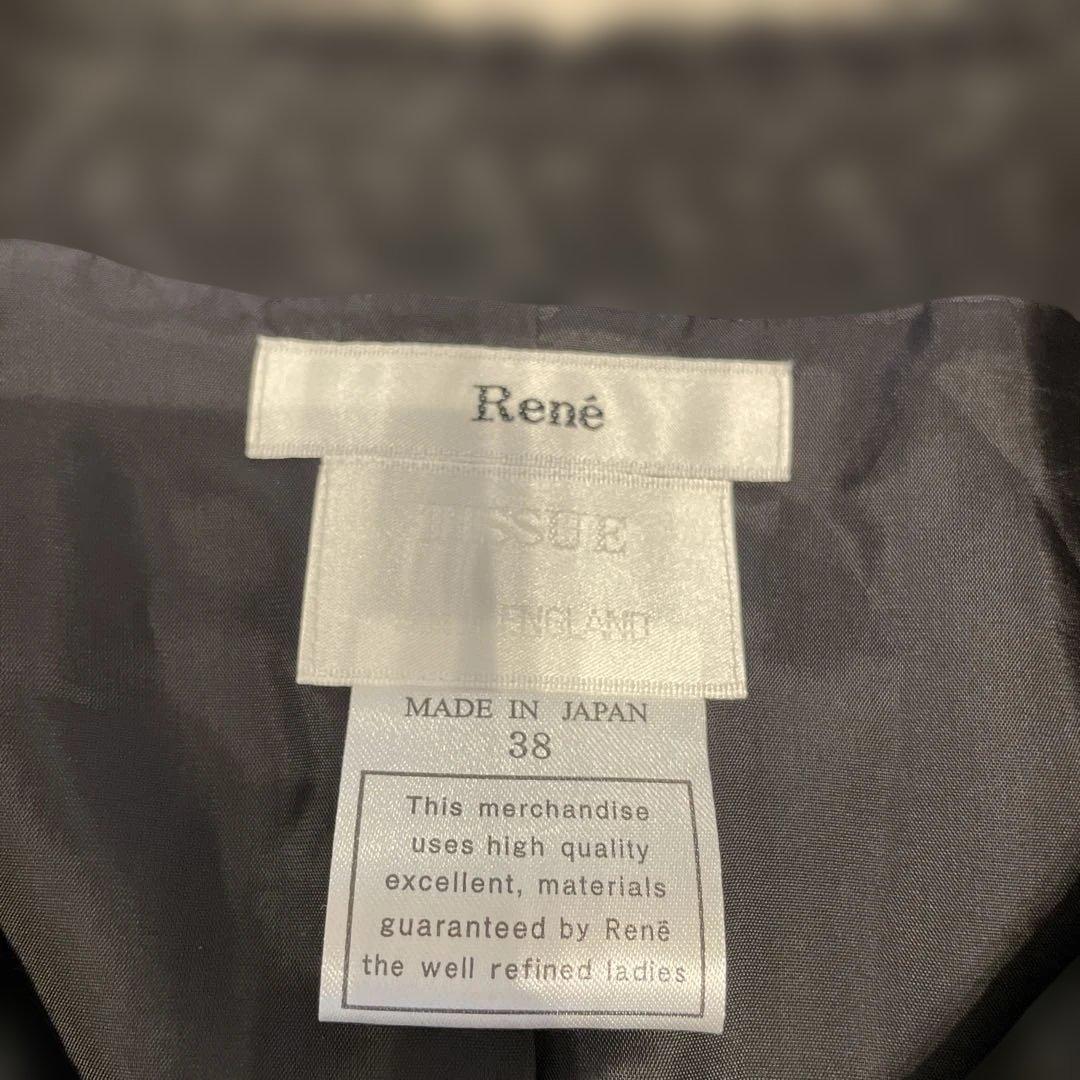 René
TISSUE
ENGLAND
MADE IN JAPAN
38
This merchandise
uses high quality
excellent, materials
guaranteed by Renë
the well refined ladies